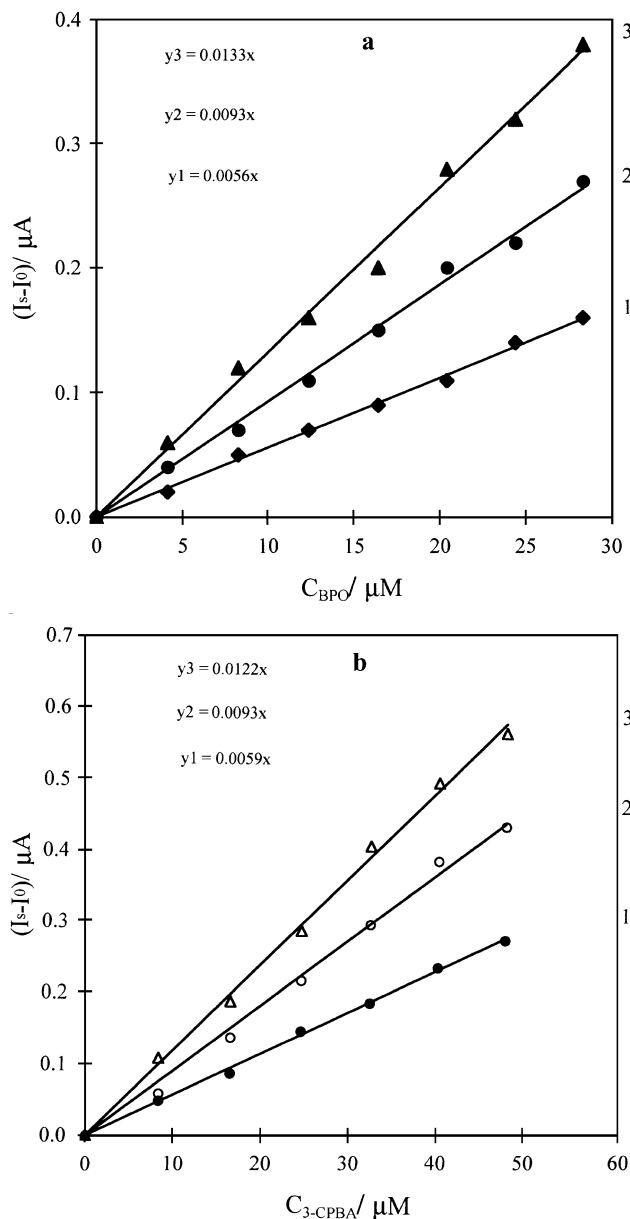 0.4
a
3
y3 = 0.0133x
0.3
y2 = 0.0093x
y1 = 0.0056x
2
(Is-I0)/ μA
0.2
1
0.1
0.0
0 5 10 15 20 25 30
CBPO/ μM
0.7
b
y3 = 0.0122x
0.6
y2 = 0.0093x
3
y1 = 0.0059x
0.5
2
(Is-I0)/ μA
0.4
1
0.3
0.2
0.1
0.0
0 10 20 30 40 50 60
C3-CPBA/ μM